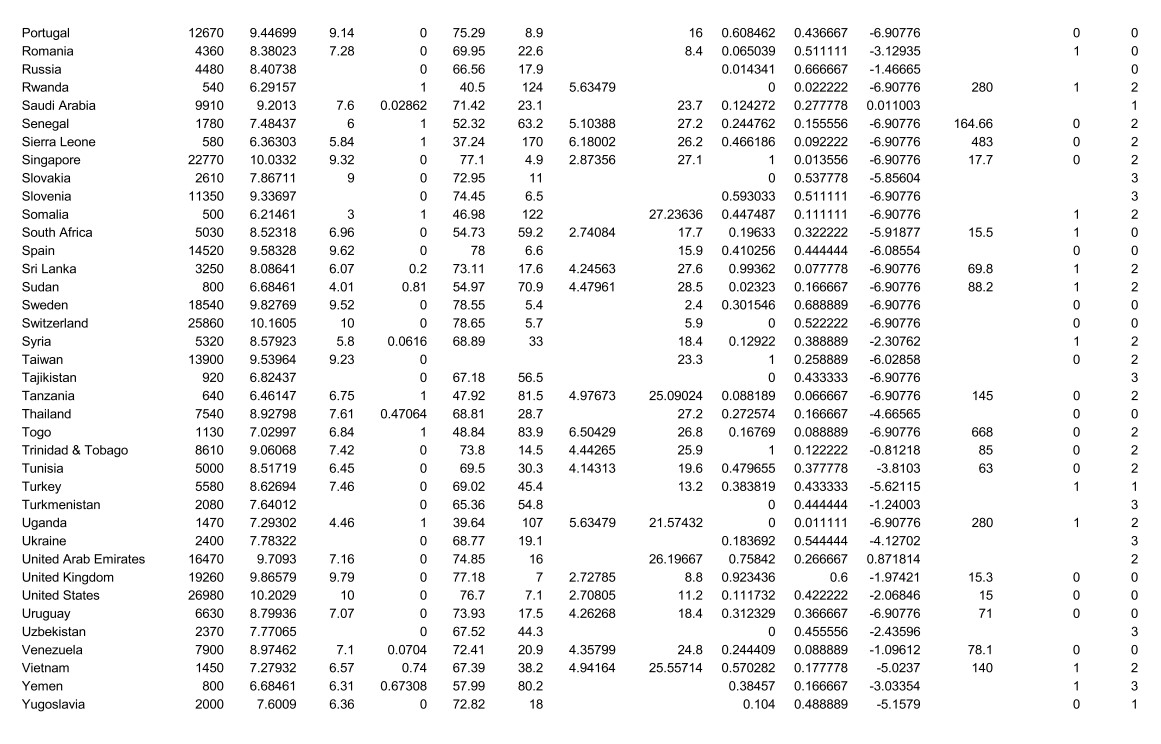 Portugal 12670 9.44699 9.14 0 75.29 8.9 16 0.608462 0.436667 -6.90776 0 0
Romania 4360 8.38023 7.28 0 69.95 22.6 8.4 0.065039 0.511111 -3.12935 1 0
Russia 4480 8.40738 0 66.56 17.9 0.014341 0.666667 -1.46665 0
Rwanda 540 6.29157 1 40.5 124 5.63479 0 0.022222 -6.90776 280 1 2
Saudi Arabia 9910 9.2013 7.6 0.02862 71.42 23.1 23.7 0.124272 0.277778 0.011003 1
Senegal 1780 7.48437 6 1 52.32 63.2 5.10388 27.2 0.244762 0.155556 -6.90776 164.66 0 2
Sierra Leone 580 6.36303 5.84 1 37.24 170 6.18002 26.2 0.466186 0.092222 -6.90776 483 0 2
Singapore 22770 10.0332 9.32 0 77.1 4.9 2.87356 27.1 1 0.013556 -6.90776 17.7 0 2
Slovakia 2610 7.86711 9 0 72.95 11 0 0.537778 -5.85604 3
Slovenia 11350 9.33697 0 74.45 6.5 0.593033 0.511111 -6.90776 3
Somalia 500 6.21461 3 1 46.98 122 27.23636 0.447487 0.111111 -6.90776 1 2
South Africa 5030 8.52318 6.96 0 54.73 59.2 2.74084 17.7 0.19633 0.322222 -5.91877 15.5 1 0
Spain 14520 9.58328 9.62 0 78 6.6 15.9 0.410256 0.444444 -6.08554 0 0
Sri Lanka 3250 8.08641 6.07 0.2 73.11 17.6 4.24563 27.6 0.99362 0.077778 -6.90776 69.8 1 2
Sudan 800 6.68461 4.01 0.81 54.97 70.9 4.47961 28.5 0.02323 0.166667 -6.90776 88.2 1 2
Sweden 18540 9.82769 9.52 0 78.55 5.4 2.4 0.301546 0.688889 -6.90776 0 0
Switzerland 25860 10.1605 10 0 78.65 5.7 5.9 0 0.522222 -6.90776 0 0
Syria 5320 8.57923 5.8 0.0616 68.89 33 18.4 0.12922 0.388889 -2.30762 1 2
Taiwan 13900 9.53964 9.23 0 23.3 1 0.258889 -6.02858 0 2
Tajikistan 920 6.82437 0 67.18 56.5 0 0.433333 -6.90776 3
Tanzania 640 6.46147 6.75 1 47.92 81.5 4.97673 25.09024 0.088189 0.066667 -6.90776 145 0 2
Thailand 7540 8.92798 7.61 0.47064 68.81 28.7 27.2 0.272574 0.166667 -4.66565 0 0
Togo 1130 7.02997 6.84 1 48.84 83.9 6.50429 26.8 0.16769 0.088889 -6.90776 668 0 2
Trinidad & Tobago 8610 9.06068 7.42 0 73.8 14.5 4.44265 25.9 1 0.122222 -0.81218 85 0 2
Tunisia 5000 8.51719 6.45 0 69.5 30.3 4.14313 19.6 0.479655 0.377778 -3.8103 63 0 2
Turkey 5580 8.62694 7.46 0 69.02 45.4 13.2 0.383819 0.433333 -5.62115 1 1
Turkmenistan 2080 7.64012 0 65.36 54.8 0 0.444444 -1.24003 3
Uganda 1470 7.29302 4.46 1 39.64 107 5.63479 21.57432 0 0.011111 -6.90776 280 1 2
Ukraine 2400 7.78322 0 68.77 19.1 0.183692 0.544444 -4.12702 3
United Arab Emirates 16470 9.7093 7.16 0 74.85 16 26.19667 0.75842 0.266667 0.871814 2
United Kingdom 19260 9.86579 9.79 0 77.18 7 2.72785 8.8 0.923436 0.6 -1.97421 15.3 0 0
United States 26980 10.2029 10 0 76.7 7.1 2.70805 11.2 0.111732 0.422222 -2.06846 15 0 0
Uruguay 6630 8.79936 7.07 0 73.93 17.5 4.26268 18.4 0.312329 0.366667 -6.90776 71 0 0
Uzbekistan 2370 7.77065 0 67.52 44.3 0 0.455556 -2.43596 3
Venezuela 7900 8.97462 7.1 0.0704 72.41 20.9 4.35799 24.8 0.244409 0.088889 -1.09612 78.1 0 0
Vietnam 1450 7.27932 6.57 0.74 67.39 38.2 4.94164 25.55714 0.570282 0.177778 -5.0237 140 1 2
Yemen 800 6.68461 6.31 0.67308 57.99 80.2 0.38457 0.166667 -3.03354 1 3
Yugoslavia 2000 7.6009 6.36 0 72.82 18 0.104 0.488889 -5.1579 0 1